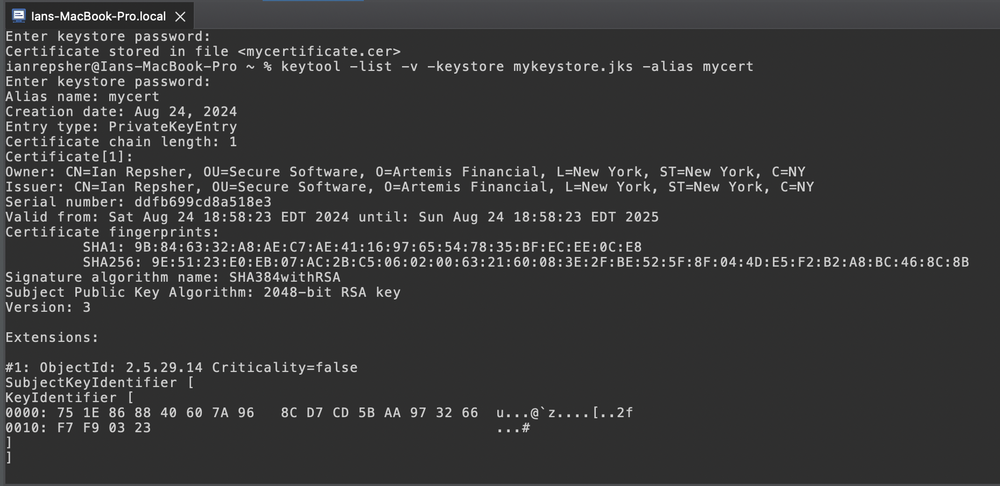 Ians-MacBook-Pro.local
Enter keystore password:
Certificate stored in file <mycertificate.cer>
ianrepsher@Ians-MacBook-Pro ~ % keytool -list -v -keystore mykeystore.jks -alias mycert
Enter keystore password:
Alias name: mycert
Creation date: Aug 24, 2024
Entry type: PrivateKeyEntry
Certificate chain length: 1
Certificate[1]:
Owner: CN=Ian Repsher, OU=Secure Software, O=Artemis Financial, L=New York, ST=New York, C=NY
Issuer: CN=Ian Repsher, OU=Secure Software, O=Artemis Financial, L=New York, ST=New York, C=NY
Serial number: ddfb699cd8a518e3
Valid from: Sat Aug 24 18:58:23 EDT 2024 until: Sun Aug 24 18:58:23 EDT 2025
Certificate fingerprints:
SHA1: 9B:84:63:32:A8:AE:C7:AE:41:16:97:65:54:78:35:BF:EC:EE:0C:E8
SHA256: 9E:51:23:E0:EB:07:AC:2B:C5:06:02:00:63:21:60:08:3E:2F:BE:52:5F:8F:04:4D:E5:F2:B2:A8:BC:46:8C:8B
Signature algorithm name: SHA384withRSA
Subject Public Key Algorithm: 2048-bit RSA key
Version: 3
Extensions:
#1: ObjectId: 2.5.29.14 Criticality=false
SubjectKeyIdentifier [
KeyIdentifier [
0000: 75 1E 86 88 40 60 7A 96   8C D7 CD 5B AA 97 32 66  u...@`z....[..2f
0010: F7 F9 03 23                                        ...#
]
]